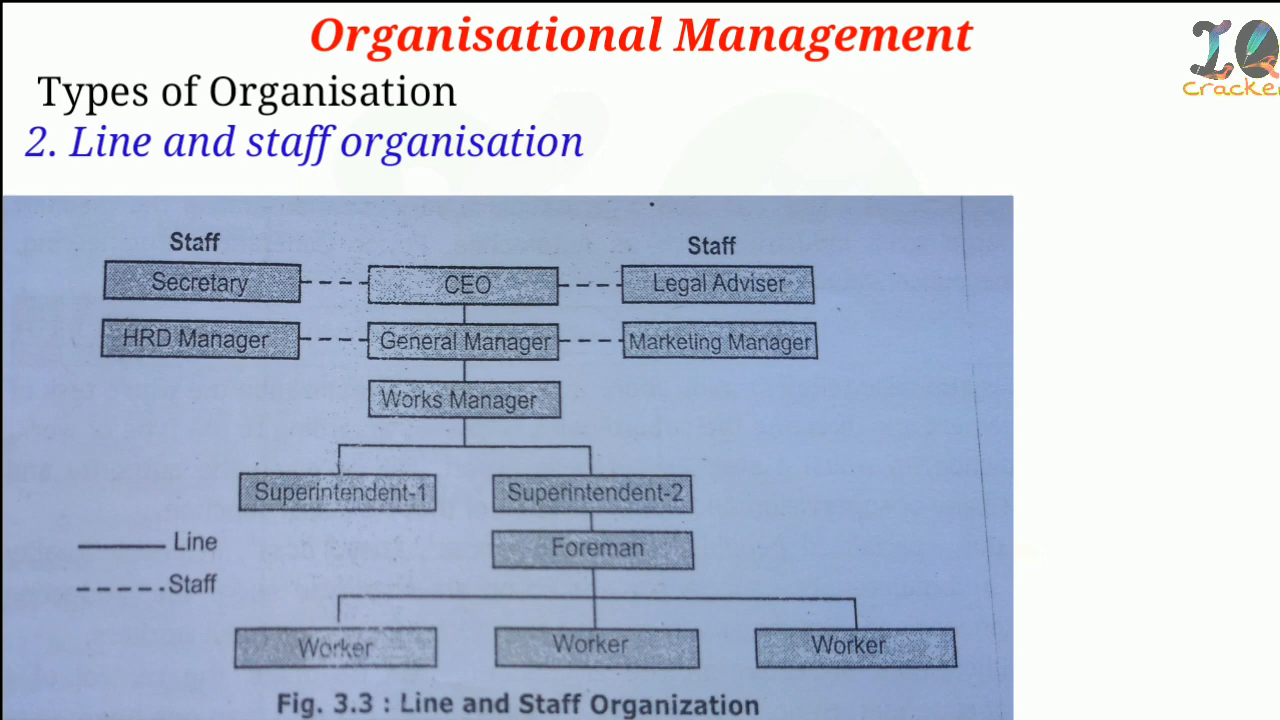 Organisational Management
IQ
Cracker
Types of Organisation
2. Line and staff organisation
Staff
Staff
Secretary
CEO
Legal Adviser
HRD Manager
General Manager
Marketing Manager
Works Manager
Superintendent-1
Superintendent-2
Line
Foreman
Staff
Worker
Worker
Worker
Fig. 3.3 : Line and Staff Organization